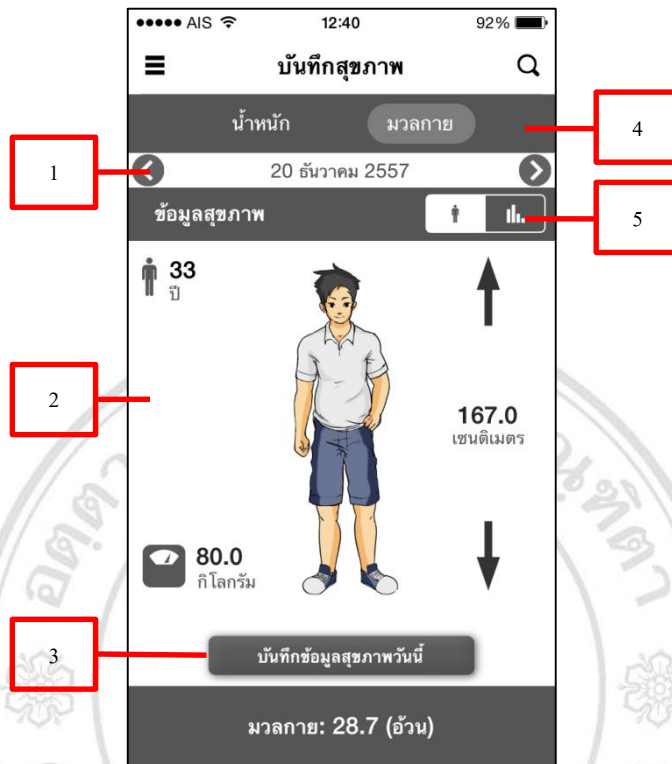 AIS 12:40 92%
บันทึกสุขภาพ
น้ำหนัก มวลกาย
4
1
20 ธันวาคม 2557
ข้อมูลสุขภาพ
5
33
ปี
2
167.0
เซนติเมตร
80.0
กิโลกรัม
3
บันทึกข้อมูลสุขภาพวันนี้
มวลกาย: 28.7 (อ้วน)